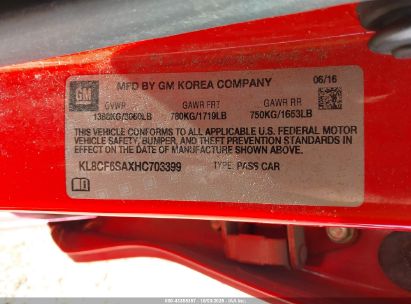 GM
MFD BY GM KOREA COMPANY 06/16
GVWR GAWR FRT GAWR RR
1388KG/3060LB 780KG/1719LB 750KG/1653LB
THIS VEHICLE CONFORMS TO ALL APPLICABLE U.S. FEDERAL MOTOR
VEHICLE SAFETY, BUMPER, AND THEFT PREVENTION STANDARDS IN
EFFECT ON THE DATE OF MANUFACTURE SHOWN ABOVE.
KL8CF6SAXHC703399 TYPE: PASS CAR